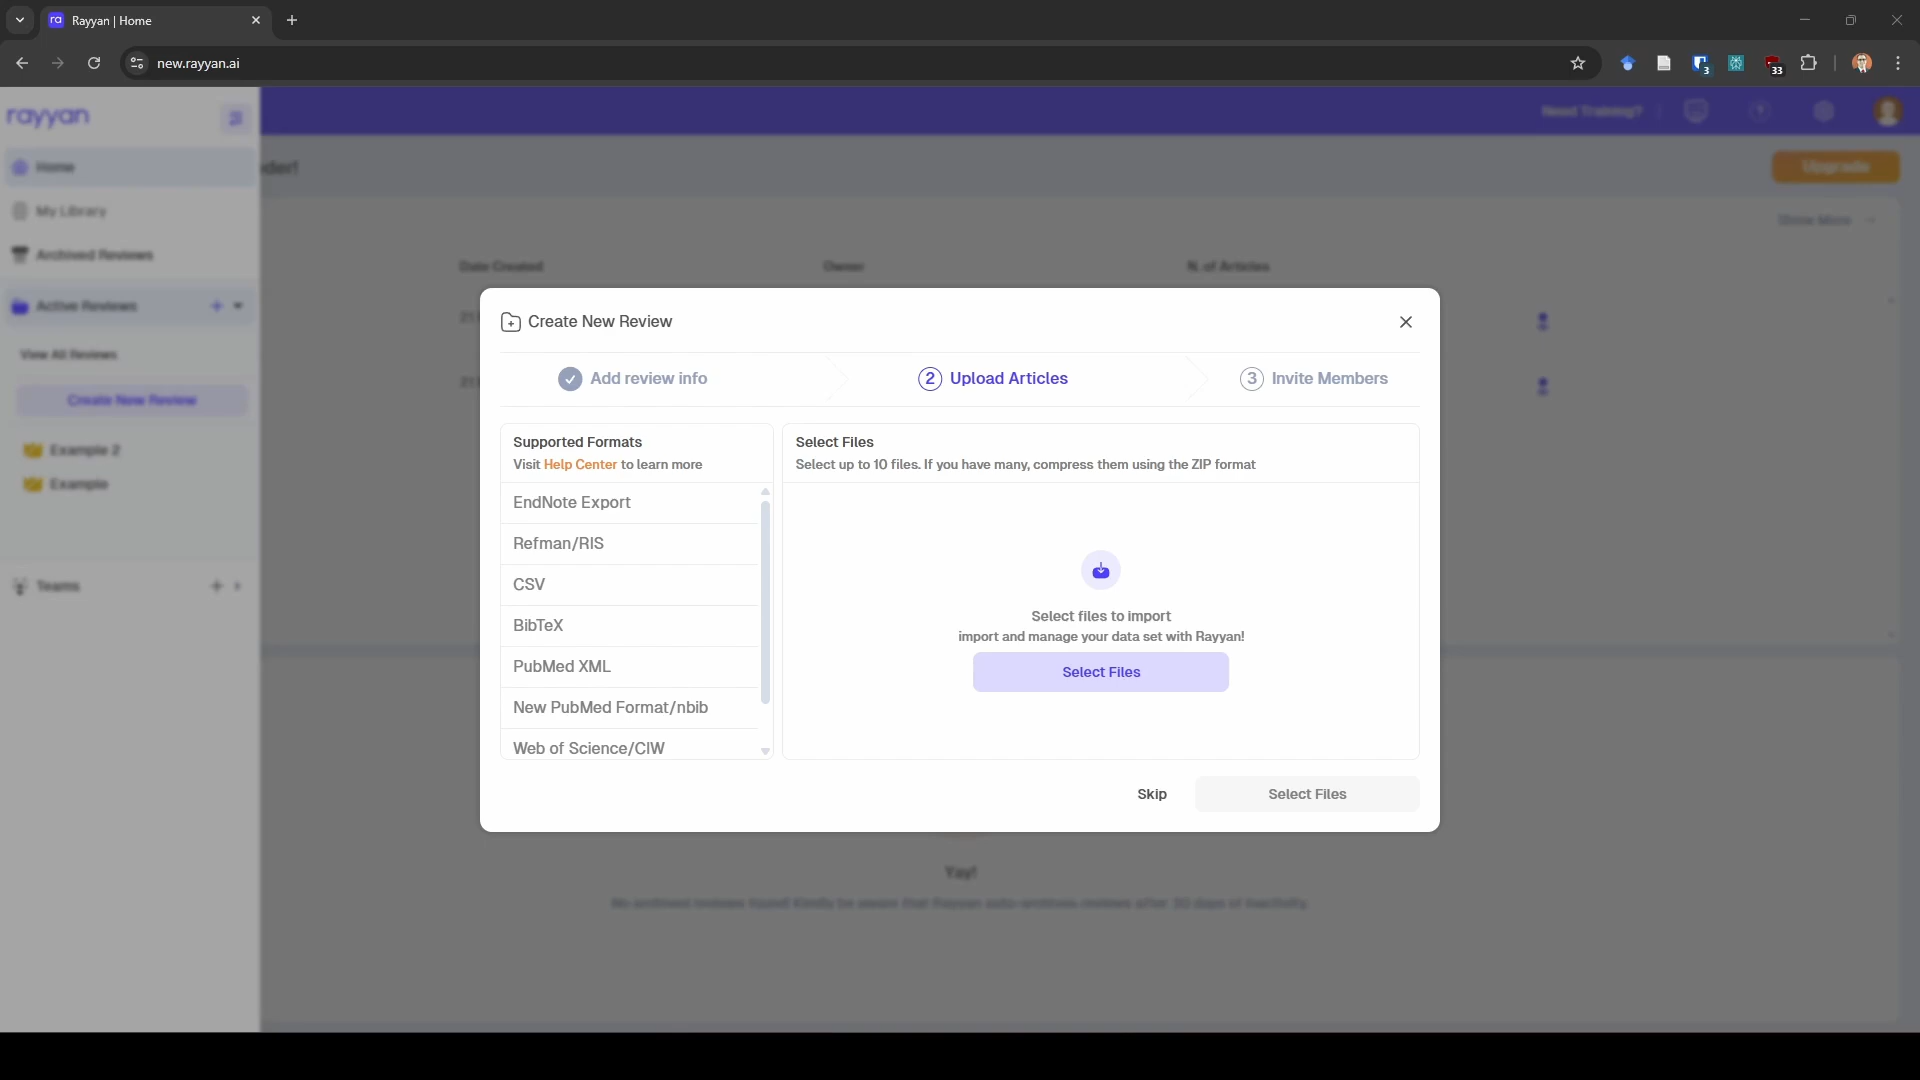 Rayyan | Home
new.rayyan.ai
3
33
rayyan
Need Training?
Home
der!
Upgrade
My Library
Show More
Archived Reviews
Date Created
Owner
N. of Articles
Active Reviews
View All Reviews
Create New Review
Example 2
Example
Teams
Create New Review
Add review info
2 Upload Articles
3 Invite Members
Supported Formats
Visit Help Center to learn more
EndNote Export
Refman/RIS
CSV
BibTeX
PubMed XML
New PubMed Format/nbib
Web of Science/CIW
Select Files
Select up to 10 files. If you have many, compress them using the ZIP format
Select files to import
import and manage your data set with Rayyan!
Select Files
Skip
Select Files
Yay!
No archived reviews found! Kindly be aware that Rayyan auto-archives reviews after 30 days of inactivity.